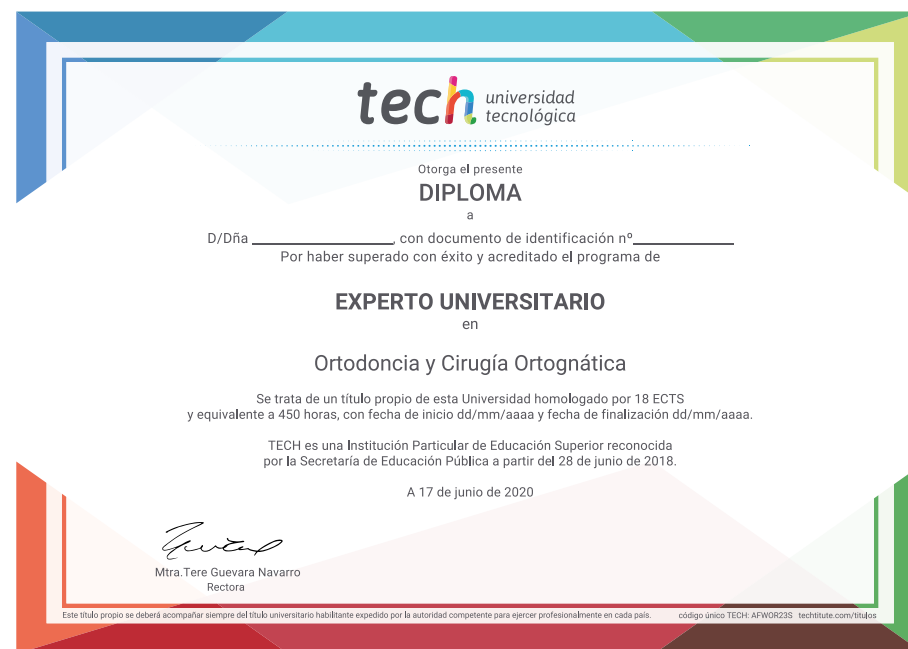 tech universidad
tecnológica
Otorga el presente
DIPLOMA
a
D/Dña ____________________, con documento de identificación nº______________
Por haber superado con éxito y acreditado el programa de
EXPERTO UNIVERSITARIO
en
Ortodoncia y Cirugía Ortognática
Se trata de un título propio de esta Universidad homologado por 18 ECTS
y equivalente a 450 horas, con fecha de inicio dd/mm/aaaa y fecha de finalización dd/mm/aaaa.
TECH es una Institución Particular de Educación Superior reconocida
por la Secretaría de Educación Pública a partir del 28 de junio de 2018.
A 17 de junio de 2020
Mtra.Tere Guevara Navarro
Rectora
Este título propio se deberá acompañar siempre del título universitario habilitante expedido por la autoridad competente para ejercer profesionalmente en cada país. código único TECH: AFWOR23S techtitute.com/titulos